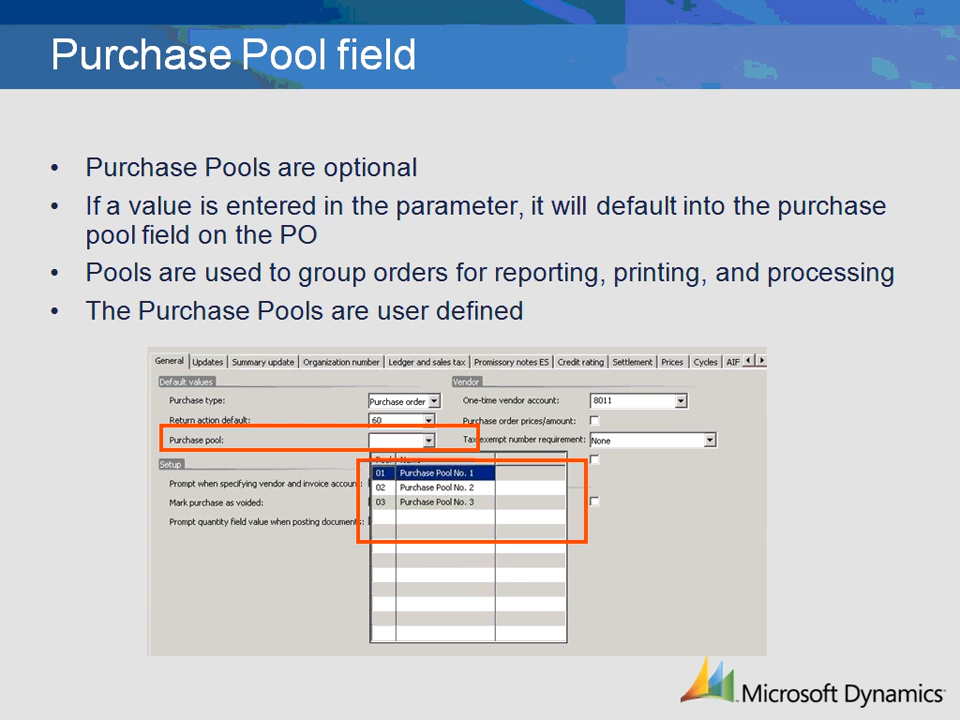 Purchase Pool field
• Purchase Pools are optional
• If a value is entered in the parameter, it will default into the purchase
pool field on the PO
• Pools are used to group orders for reporting, printing, and processing
• The Purchase Pools are user defined
General Updates Summary update Organization number Ledger and sales tax Promissory notes ES Credit rating Settlement Prices Cycles AIF
Default values Vendor
Purchase type: Purchase order One-time vendor account: 8011
Return action default: 60 Purchase order prices/amount:
Purchase pool: Tax exempt number requirement: None
Setup Pool Name
01 Purchase Pool No. 1
Prompt when specifying vendor and invoice account: 02 Purchase Pool No. 2
Mark purchase as voided: 03 Purchase Pool No. 3
Prompt quantity field value when posting documents:
Microsoft Dynamics